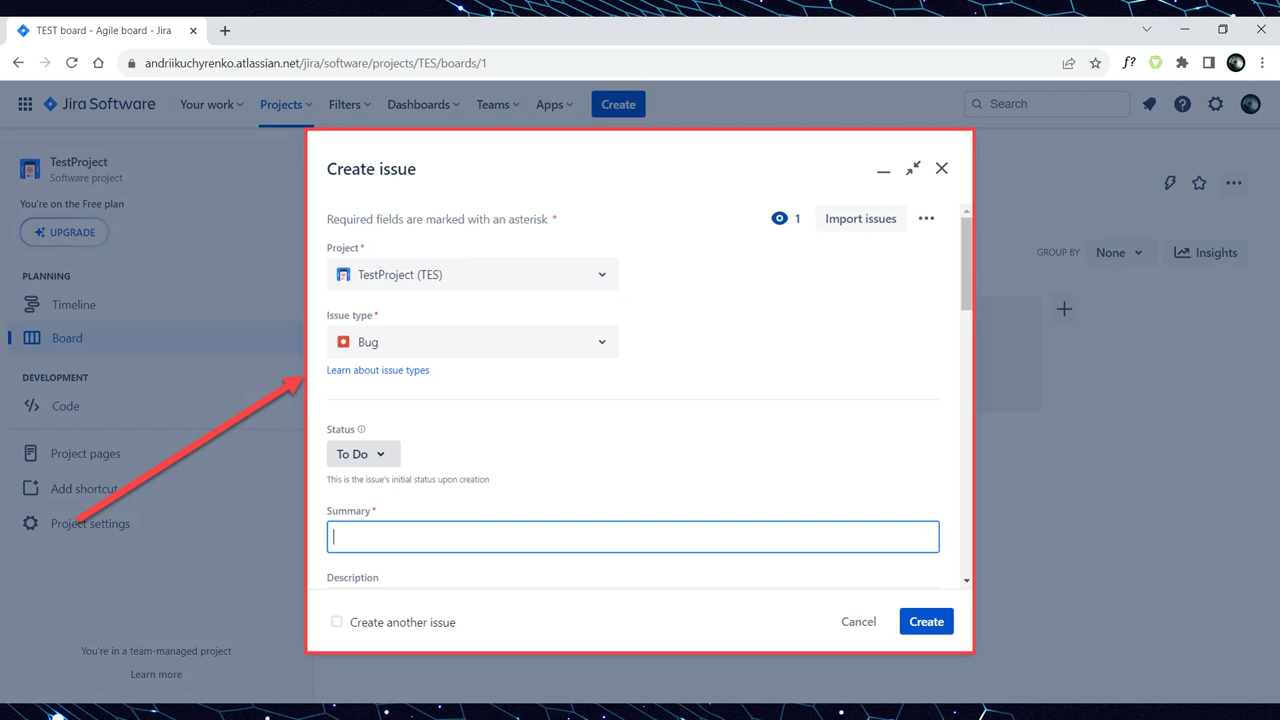 TEST board - Agile board - Jira
andriikuchyrenko.atlassian.net/jira/software/projects/TES/boards/1
f?
Jira Software
Your work
Projects
Filters
Dashboards
Teams
Apps
Create
Search
TestProject
Software project
You're on the Free plan
UPGRADE
PLANNING
Timeline
Board
DEVELOPMENT
Code
Project pages
Add shortcut
Project settings
You're in a team-managed project
Learn more
GROUP BY
None
Insights
Create issue
Required fields are marked with an asterisk *
1
Import issues
Project*
TestProject (TES)
Issue type*
Bug
Learn about issue types
Status
To Do
This is the issue's initial status upon creation
Summary*
Description
Create another issue
Cancel
Create